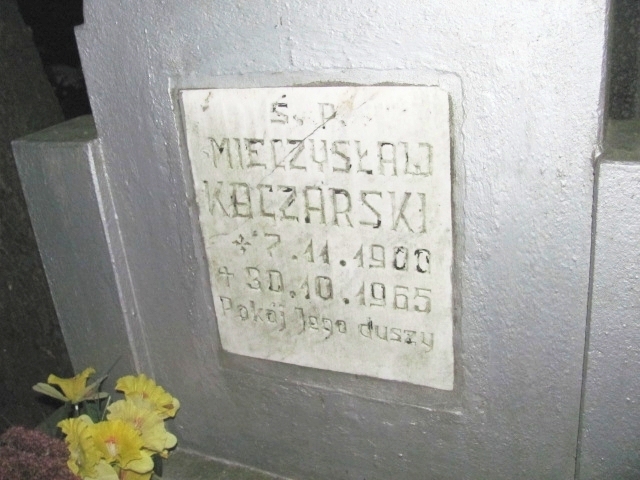 Ś. P.
MIECZYSŁAW
KOCZARSKI
* 7.11.1900
+ 30.10.1965
Pokój Jego duszy